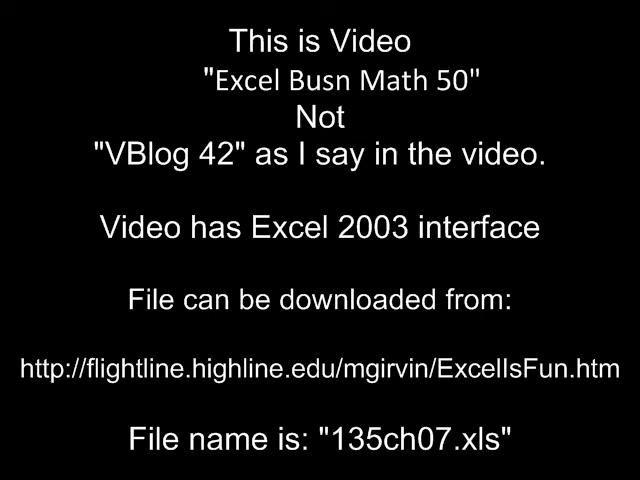 This is Video
"Excel Busn Math 50"
Not
"VBlog 42" as I say in the video.
Video has Excel 2003 interface
File can be downloaded from:
http://flightline.highline.edu/mgirvin/ExcelIsFun.htm
File name is: "135ch07.xls"